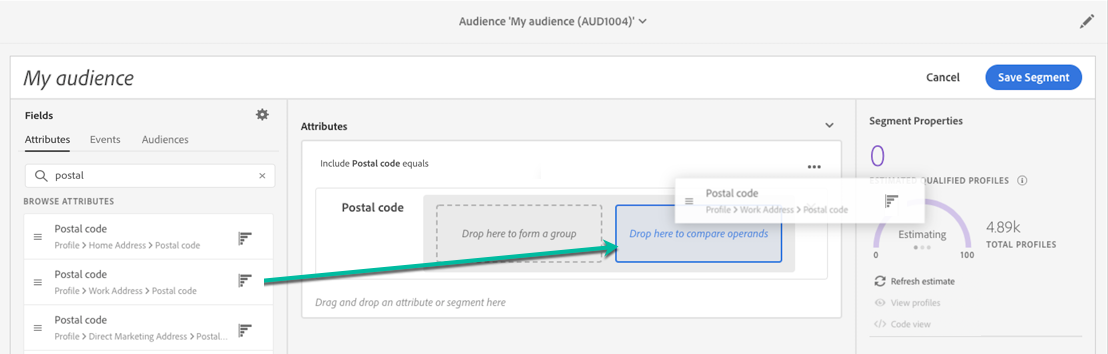 Audience 'My audience (AUD1004)'
My audience
Cancel
Save Segment
Fields
Attributes Events Audiences
postal
BROWSE ATTRIBUTES
Postal code
Profile > Home Address > Postal code
Postal code
Profile > Work Address > Postal code
Postal code
Profile > Direct Marketing Address > Postal...
Attributes
Include Postal code equals
Postal code
Drop here to form a group
Drop here to compare operands
Drag and drop an attribute or segment here
Postal code
Profile > Work Address > Postal code
Segment Properties
0
ESTIMATED QUALIFIED PROFILES
Estimating
0 100
4.89k
TOTAL PROFILES
Refresh estimate
View profiles
</> Code view